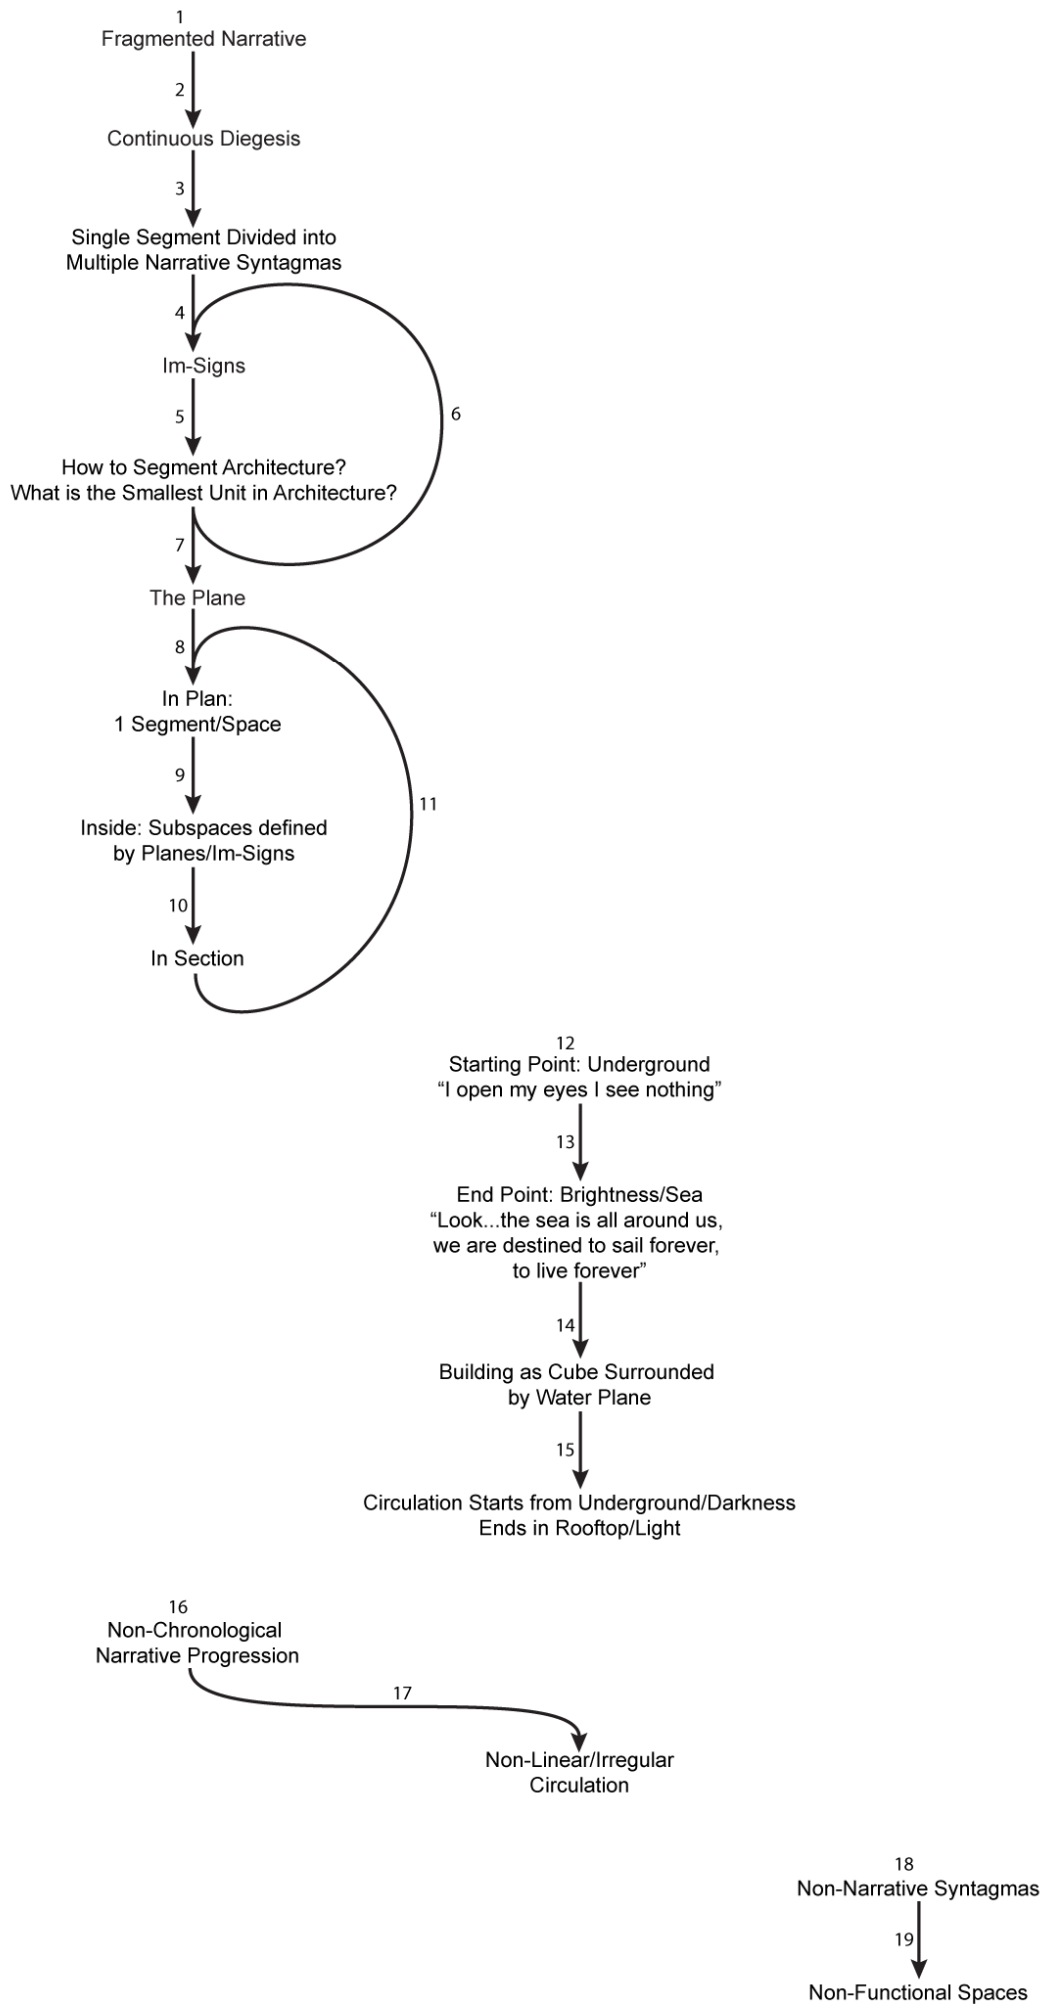 1
Fragmented Narrative
2
Continuous Diegesis
3
Single Segment Divided into
Multiple Narrative Syntagmas
4
Im-Signs
5
6
How to Segment Architecture?
What is the Smallest Unit in Architecture?
7
The Plane
8
In Plan:
1 Segment/Space
9
11
Inside: Subspaces defined
by Planes/Im-Signs
10
In Section
12
Starting Point: Underground
“I open my eyes I see nothing”
13
End Point: Brightness/Sea
“Look...the sea is all around us,
we are destined to sail forever,
to live forever”
14
Building as Cube Surrounded
by Water Plane
15
Circulation Starts from Underground/Darkness
Ends in Rooftop/Light
16
Non-Chronological
Narrative Progression
17
Non-Linear/Irregular
Circulation
18
Non-Narrative Syntagmas
19
Non-Functional Spaces